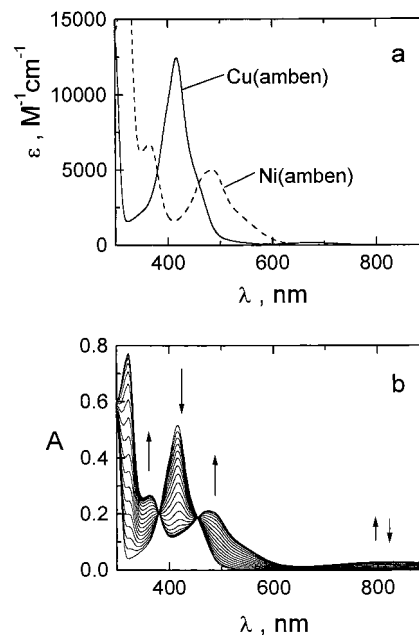 15000
10000
5000
0
ε , M⁻¹cm⁻¹
a
Cu(amben)
Ni(amben)
400 600 800
λ , nm
0.8
0.6
0.4
0.2
0.0
A
b
400 600 800
λ , nm